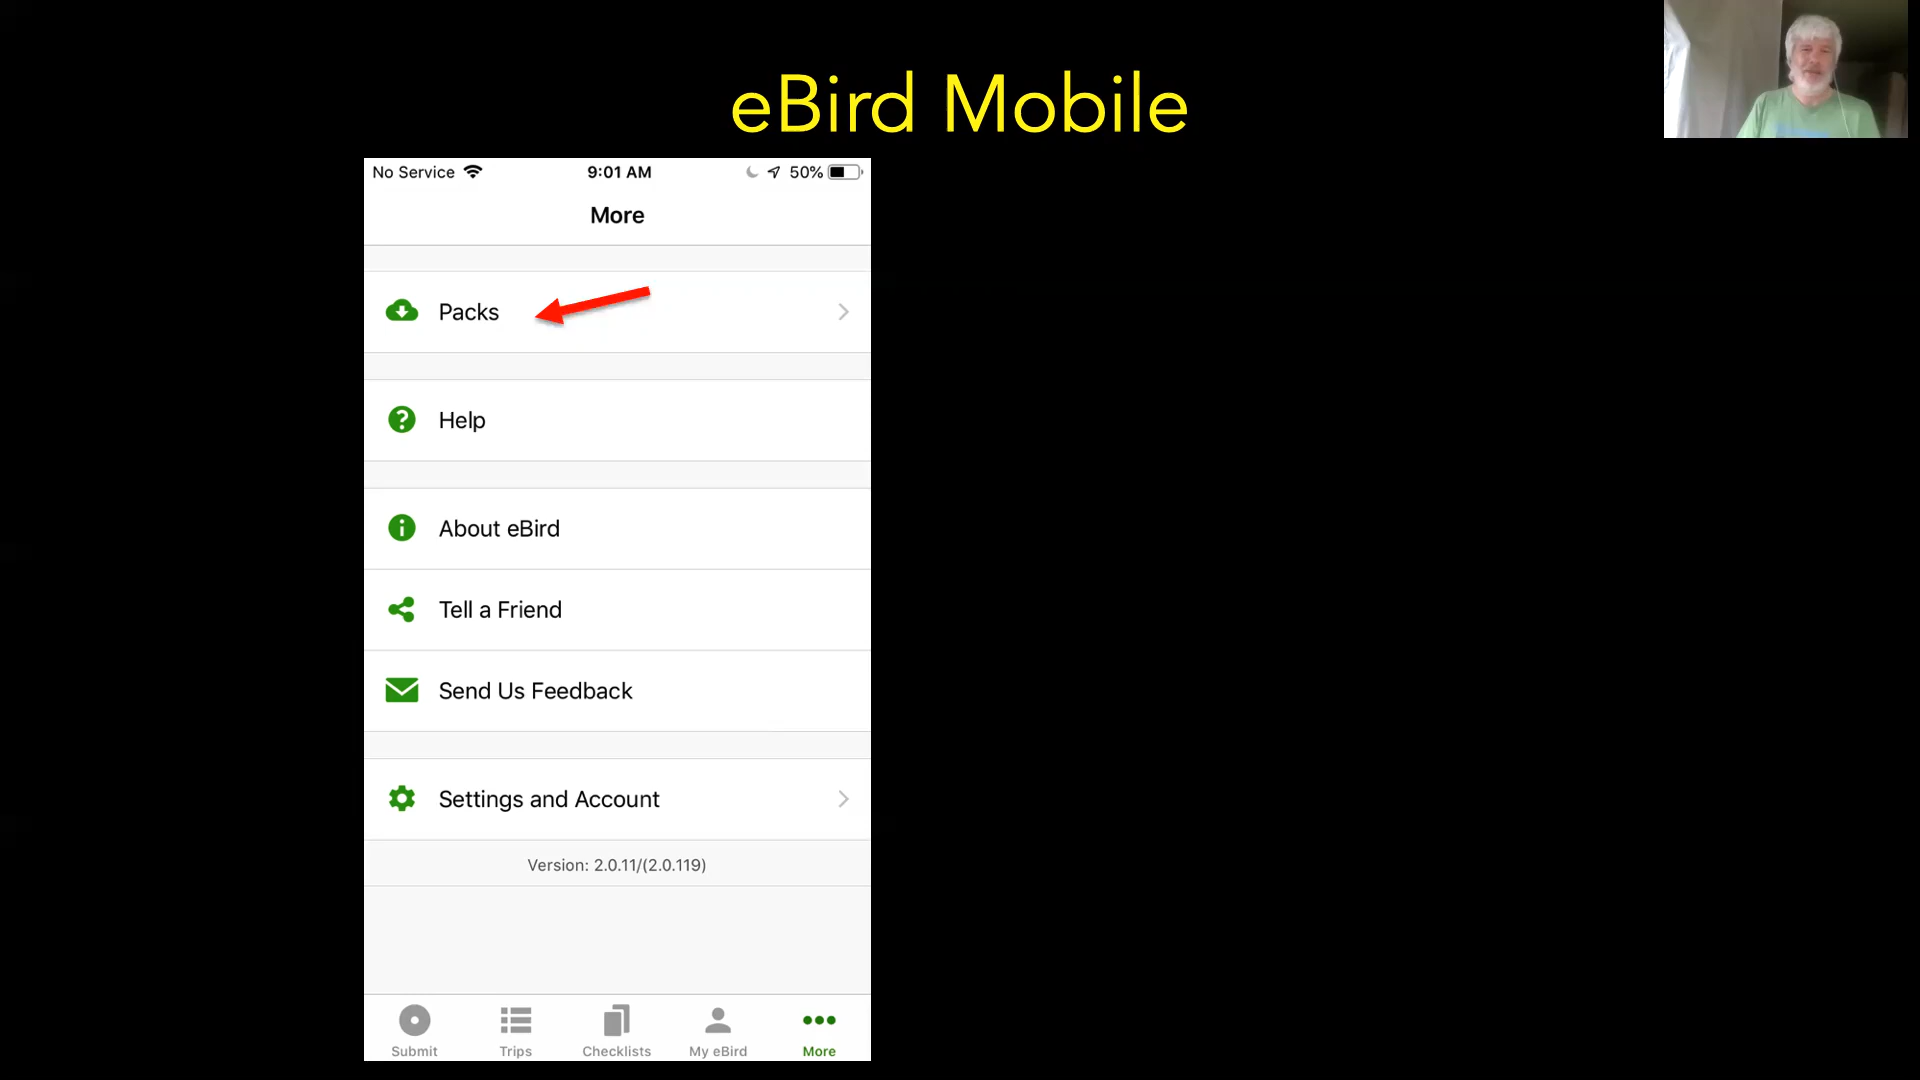 eBird Mobile
No Service 9:01 AM 50%
More
Packs
Help
About eBird
Tell a Friend
Send Us Feedback
Settings and Account
Version: 2.0.11/(2.0.119)
Submit Trips Checklists My eBird More